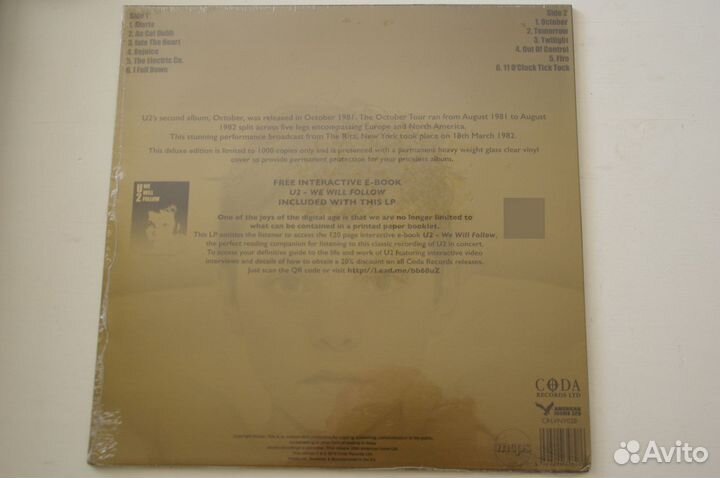 Side 1
1. Gloria
2. An Cat Dubh
3. Into The Heart
4. Rejoice
5. The Electric Co.
6. I Fall Down
Side 2
1. October
2. Tomorrow
3. Twilight
4. Out Of Control
5. Fire
6. 11 O'Clock Tick Tock
U2's second album, October, was released in October 1981. The October Tour ran from August 1981 to August
1982 split across five legs encompassing Europe and North America.
This stunning performance broadcast from The Ritz, New York took place on 18th March 1982.
This deluxe edition is limited to 1000 copies only and is presented with a permanent heavy weight glass clear vinyl
cover to provide permanent protection for your priceless album.
U2
WE
WILL
FOLLOW
FREE INTERACTIVE E-BOOK
U2 - WE WILL FOLLOW
INCLUDED WITH THIS LP
One of the joys of the digital age is that we are no longer limited to
what can be contained in a printed paper booklet.
This LP entitles the listener to access the 120 page interactive e-book U2 - We Will Follow,
the perfect reading companion for listening to this classic recording of U2 in concert.
To access your definitive guide to the life and work of U2 featuring interactive video
interviews and details of how to obtain a 20% discount on all Coda Records releases.
Just scan the QR code or visit http://Lead.me/bb68uZ
CODA
RECORDS LTD
AMERICAN
CRLVNY028
mcps
Avito